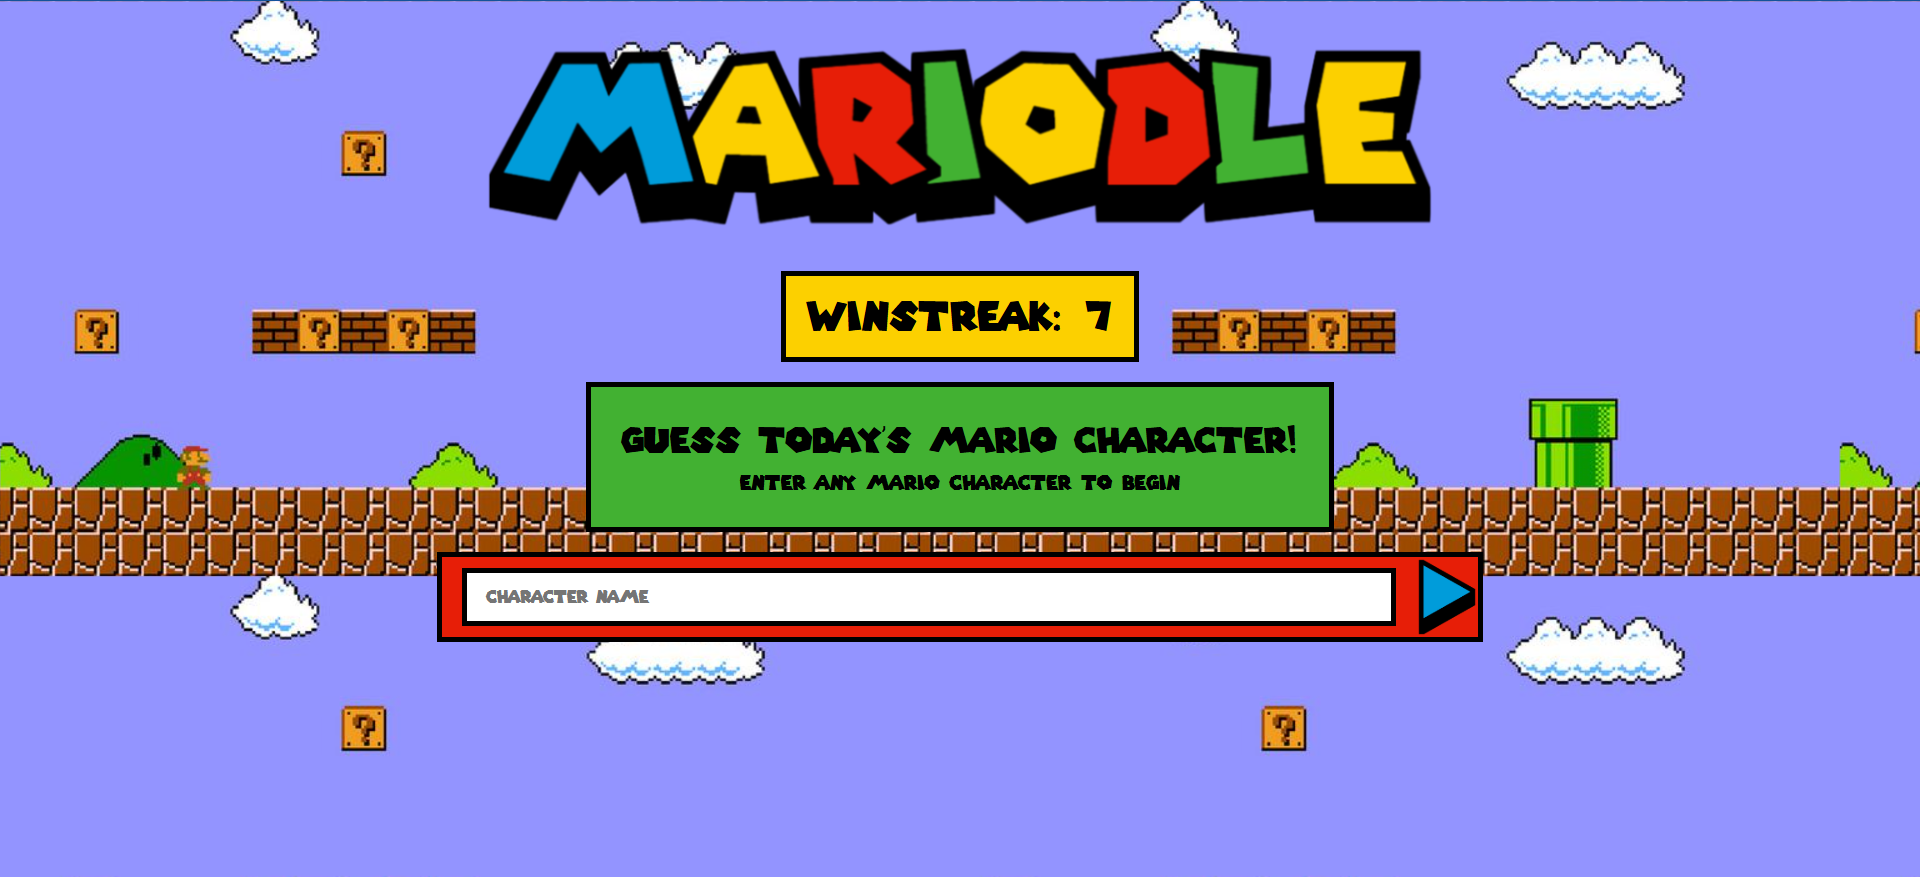 MARIODLE
WINSTREAK: 7
GUESS TODAY'S MARIO CHARACTER!
ENTER ANY MARIO CHARACTER TO BEGIN
CHARACTER NAME